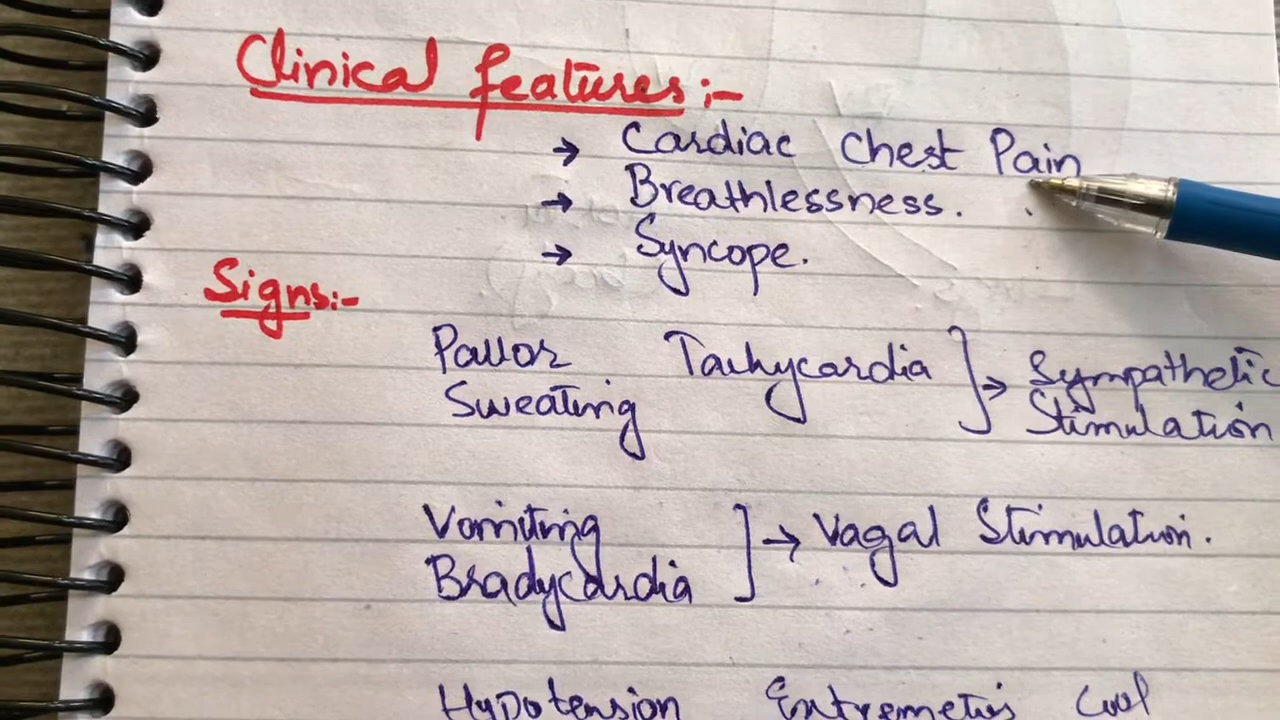 Clinical features:-
→ Cardiac Chest Pain
→ Breathlessness.
→ Syncope.
Signs:-
Pallor Tachycardia ] → Sympathetic
Sweating Stimulation
Vomiting ] → Vagal Stimulation.
Bradycardia
Hypotension Extremetis Cool